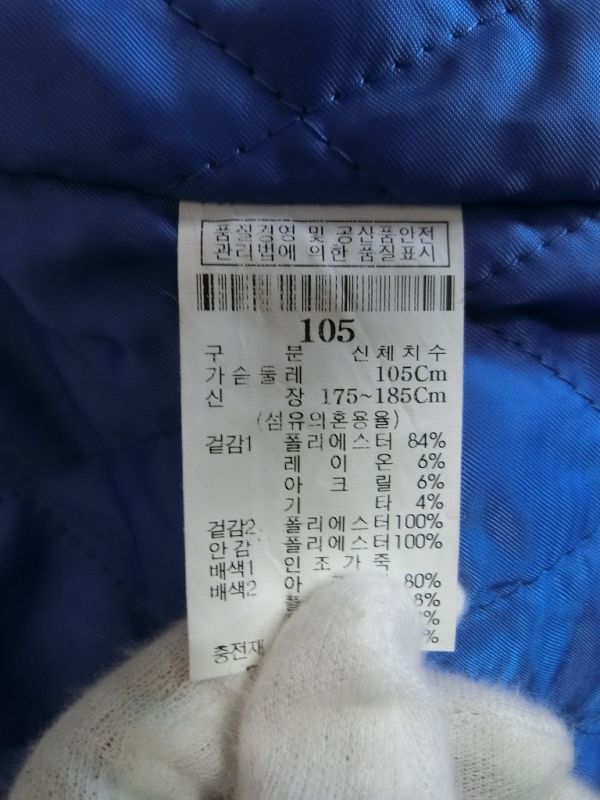 품질경영 및 공산품안전
관리법에 의한 품질표시
105
구 분 신체치수
가슴둘레 105Cm
신 장 175~185Cm
(섬유의혼용율)
겉감1 폴리에스터 84%
레 이 온 6%
아 크 릴 6%
기 타 4%
겉감2 폴리에스터100%
안감 폴리에스터100%
배색1 인 조 가 죽
배색2 80%
8%
%
충전재 %